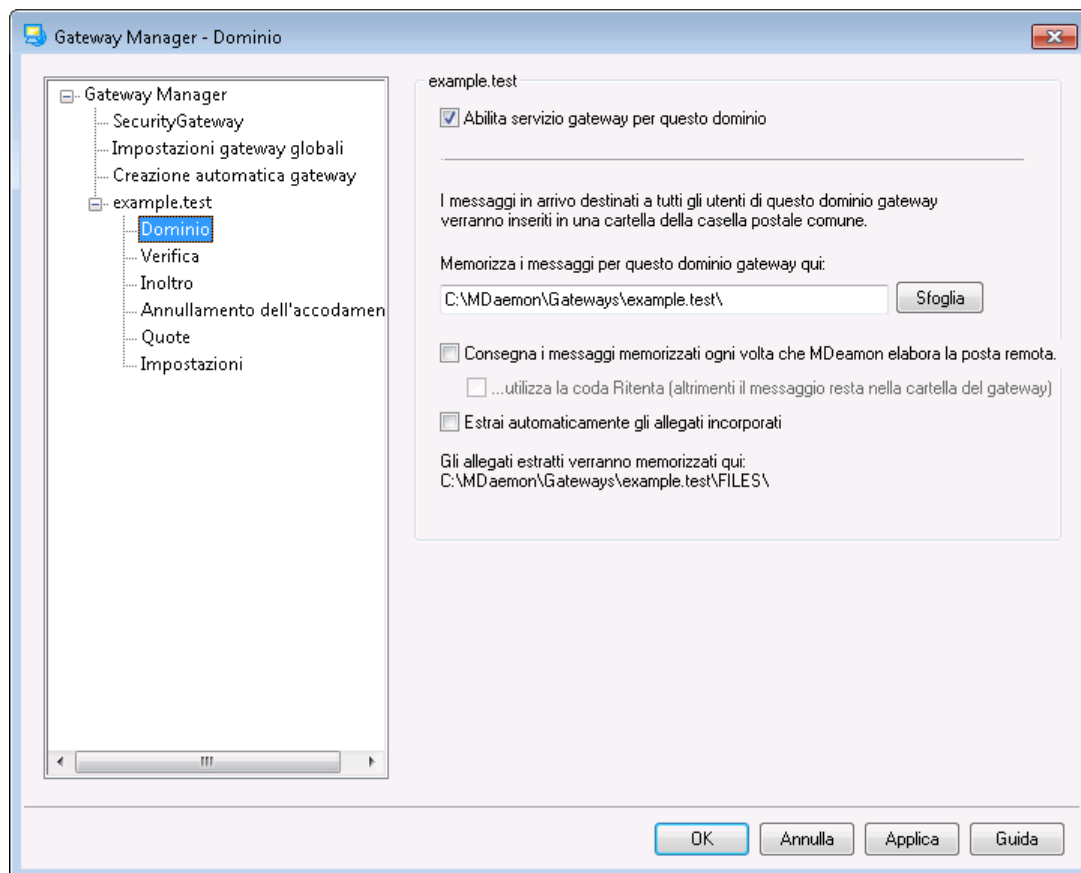 Gateway Manager - Dominio
Gateway Manager
SecurityGateway
Impostazioni gateway globali
Creazione automatica gateway
example.test
Dominio
Verifica
Inoltro
Annullamento dell'accodamen
Quote
Impostazioni
example.test
Abilita servizio gateway per questo dominio
I messaggi in arrivo destinati a tutti gli utenti di questo dominio gateway
verranno inseriti in una cartella della casella postale comune.
Memorizza i messaggi per questo dominio gateway qui:
C:\MDaemon\Gateways\example.test\
Sfoglia
Consegna i messaggi memorizzati ogni volta che MDeamon elabora la posta remota.
...utilizza la coda Ritenta (altrimenti il messaggio resta nella cartella del gateway)
Estrai automaticamente gli allegati incorporati
Gli allegati estratti verranno memorizzati qui:
C:\MDaemon\Gateways\example.test\FILES\
OK
Annulla
Applica
Guida